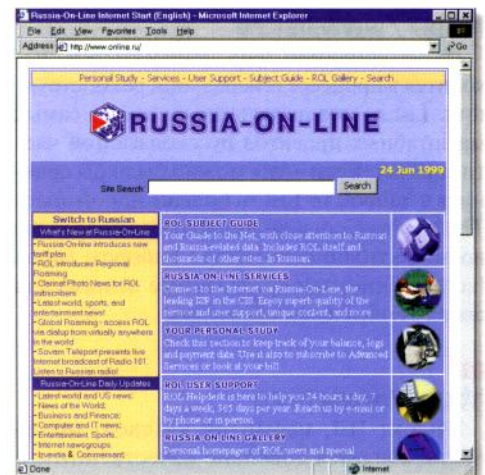 Russia-On-Line Internet Start (English) - Microsoft Internet Explorer
File Edit View Favorites Tools Help
Address http://www.online.ru/ Go
Personal Study - Services - User Support - Subject Guide - ROL Gallery - Search
RUSSIA-ON-LINE
24 Jun 1999
Site Search: Search
Switch to Russian
What's New at Russia-On-Line
• Russia-On-line introduces new
tariff plan
• ROL introduces Regional
Roaming
• Clarinet Photo News for ROL
subscribers
• Latest world, sports, and
entertainment news!
• Global Roaming - access ROL
via dialup from virtually anywhere
in the world
• Sovam Teleport presents live
Internet broadcast of Radio 101.
Listen to Russian radio!
Russia-On-Line Daily Updates
• Latest world and US news;
• News of the World;
• Business and Finance;
• Computer and IT news;
• Entertainment, Sports.
• Internet newsgroups
• Izvestia & Commersant
ROL SUBJECT GUIDE
Your Guide to the Net, with close attention to Russian
and Russia-related data. Includes ROL itself and
thousands of other sites. In Russian.
RUSSIA-ON-LINE SERVICES
Connect to the Internet via Russia-On-Line, the
leading ISP in the CIS. Enjoy superb quality of the
service and user support, unique content, and more
YOUR PERSONAL STUDY
Check this section to keep track of your balance, logs
and payment data. Use it also to subscribe to Advanced
Services or look at your bill
ROL USER SUPPORT
ROL Helpdesk is here to help you 24 hours a day, 7
days a week, 365 days per year. Reach us by e-mail or
by phone or in person.
RUSSIA-ON-LINE GALLERY
Personal homepages of ROL users and special
Done Internet